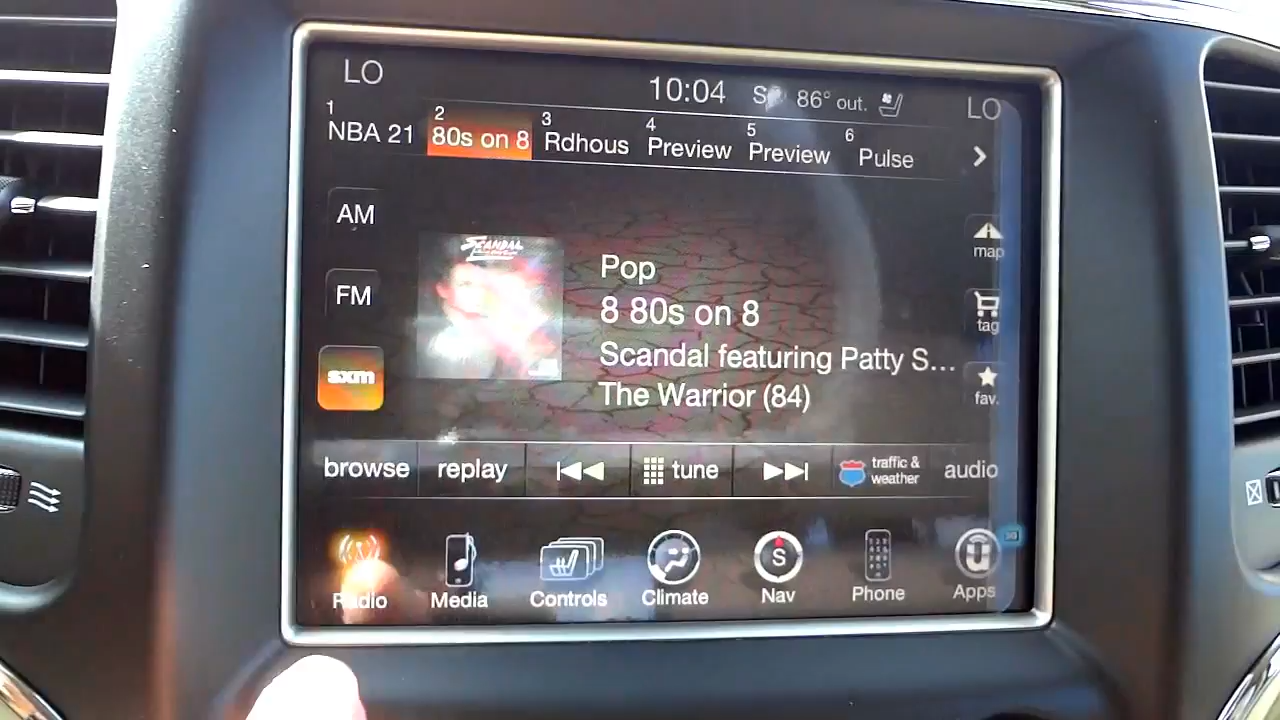 LO 10:04 S 86° out. LO
1 2 3 4 5 6
NBA 21 80s on 8 Rdhous Preview Preview Pulse
AM
FM
sxm
SCANDAL
Pop
8 80s on 8
Scandal featuring Patty S...
The Warrior (84)
map
tag
fav.
browse replay tune traffic & weather audio
S
Radio Media Controls Climate Nav Phone Apps